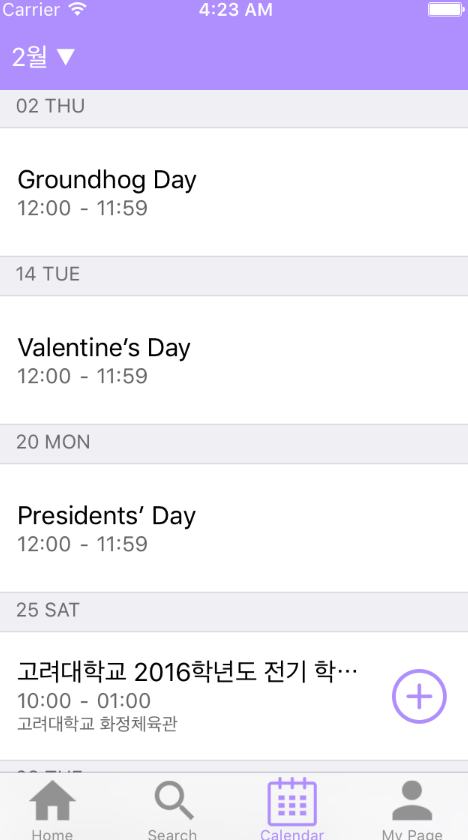 Carrier 4:23 AM
2월 ▼
02 THU
Groundhog Day
12:00 - 11:59
14 TUE
Valentine’s Day
12:00 - 11:59
20 MON
Presidents’ Day
12:00 - 11:59
25 SAT
고려대학교 2016학년도 전기 학…
10:00 - 01:00
고려대학교 화정체육관
Home Search Calendar My Page